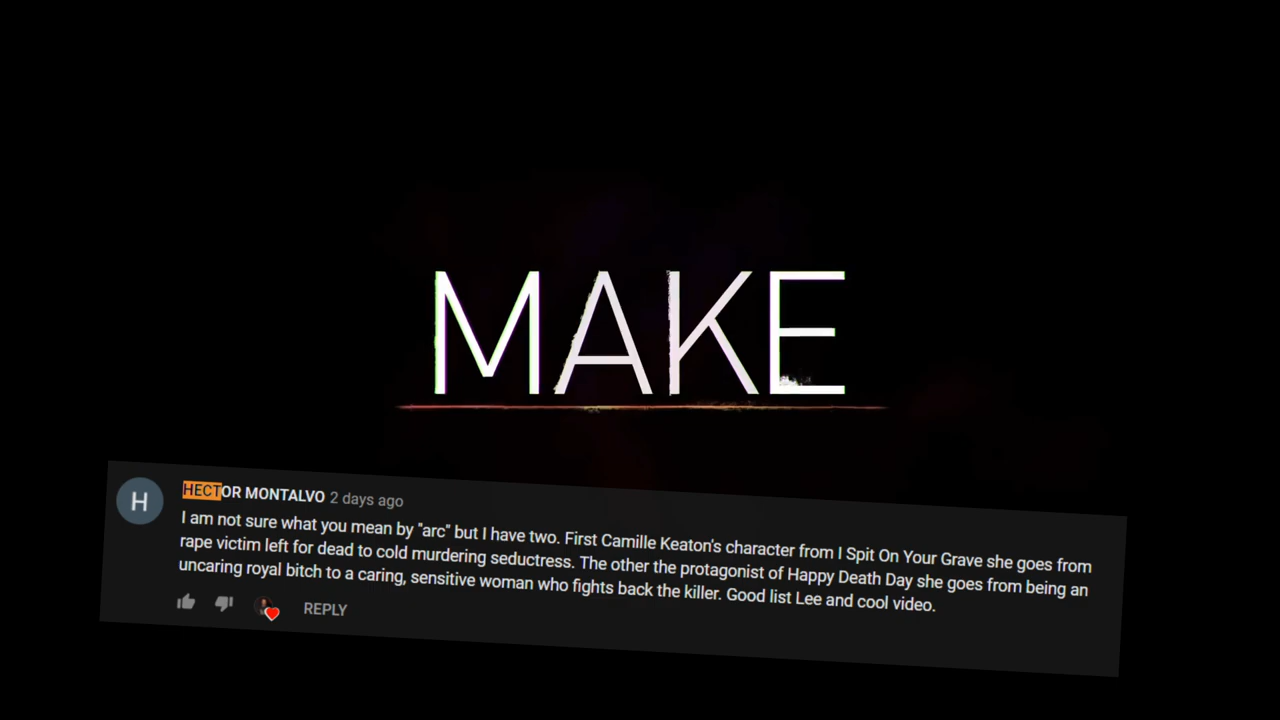 MAKE
H
HECTOR MONTALVO 2 days ago
I am not sure what you mean by "arc" but I have two. First Camille Keaton's character from I Spit On Your Grave she goes from
rape victim left for dead to cold murdering seductress. The other the protagonist of Happy Death Day she goes from being an
uncaring royal bitch to a caring, sensitive woman who fights back the killer. Good list Lee and cool video.
REPLY